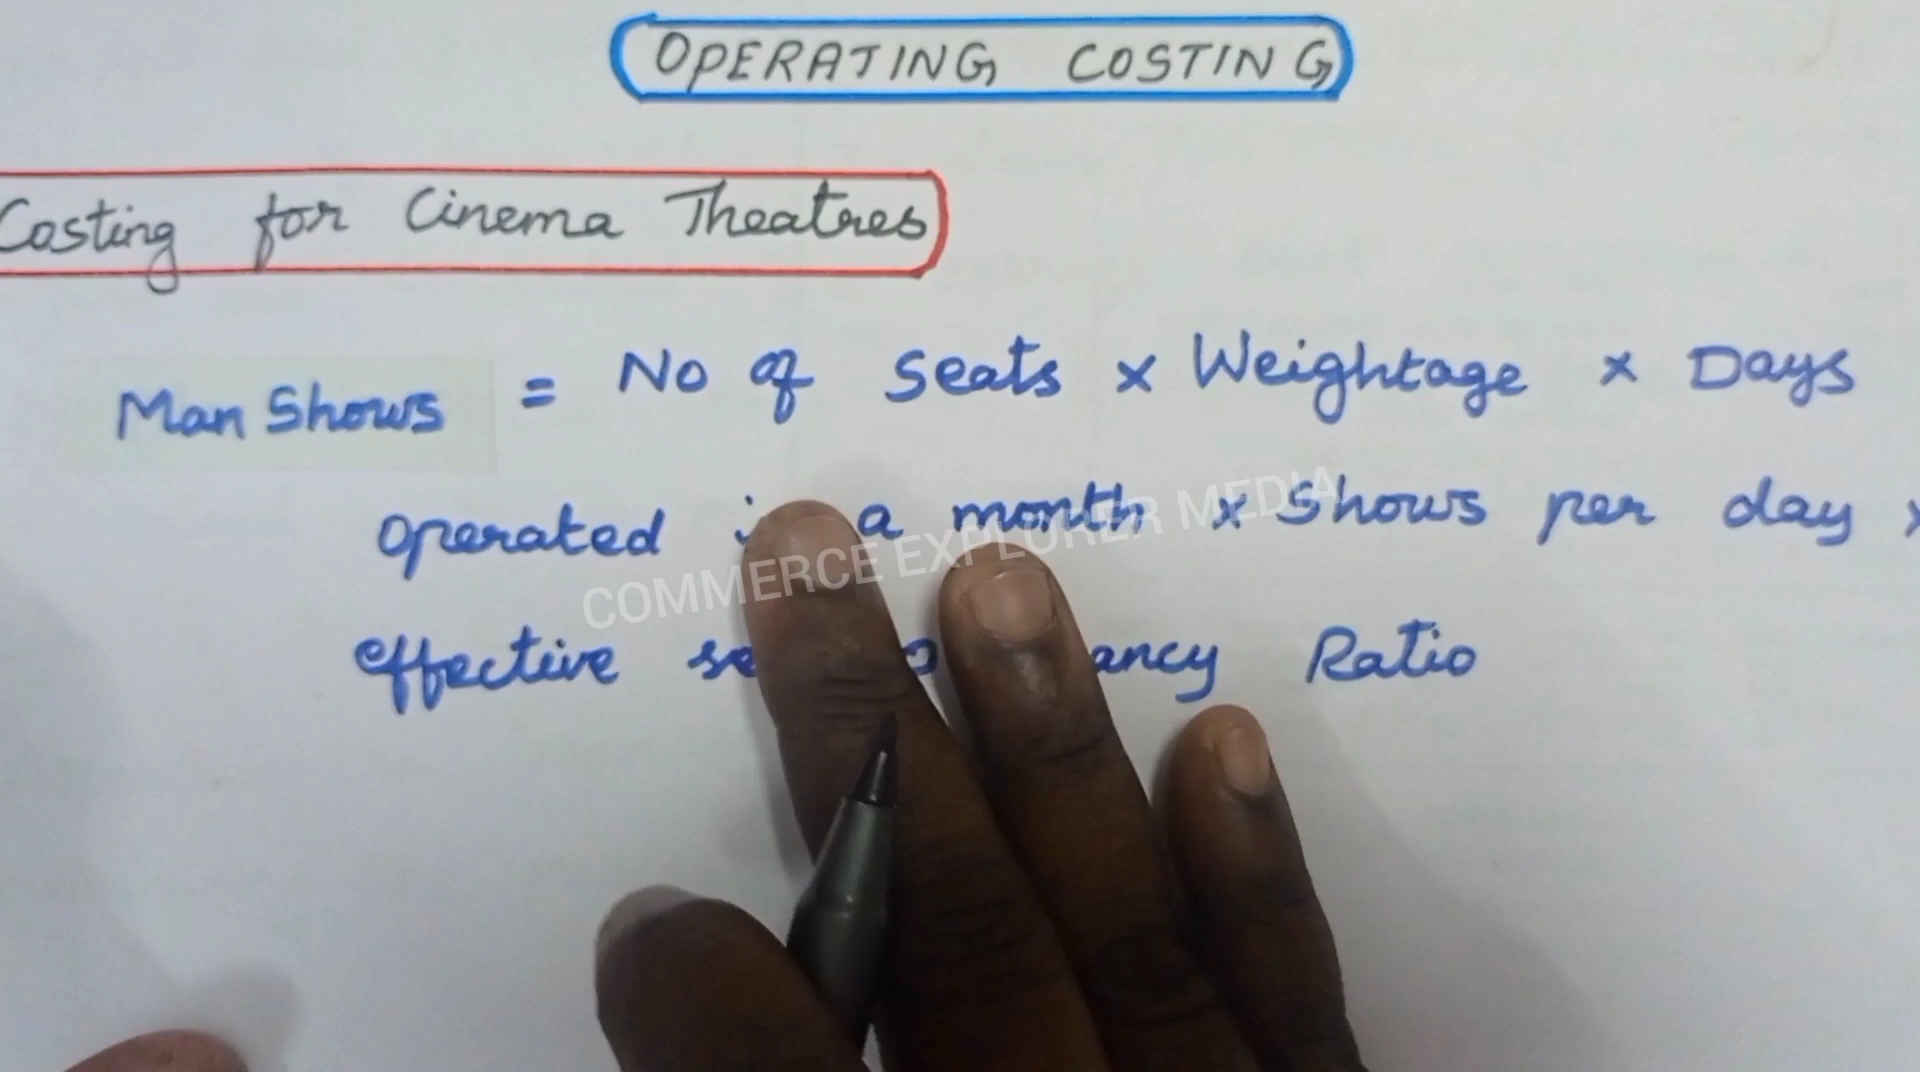 OPERATING COSTING
Costing for Cinema Theatres
Man Shows = No of Seats x Weightage x Days
operated a month x Shows per day x
COMMERCE EXPLORER MEDIA
effective Ratio